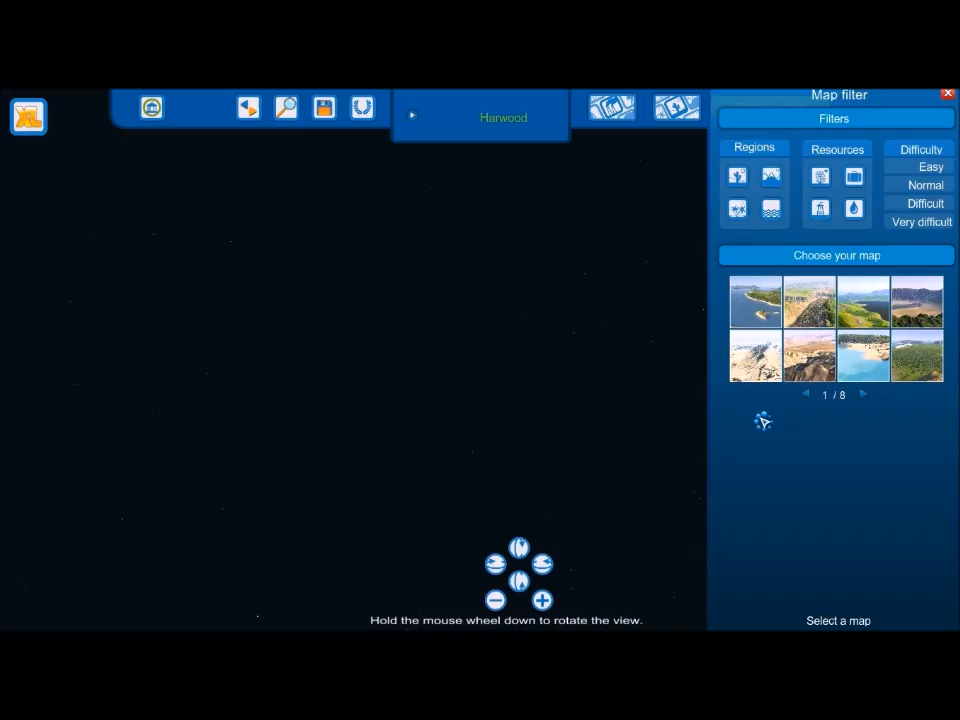 XL
Harwood
Map filter
Filters
Regions
Resources
Difficulty
Easy
Normal
Difficult
Very difficult
Choose your map
1 / 8
Hold the mouse wheel down to rotate the view.
Select a map